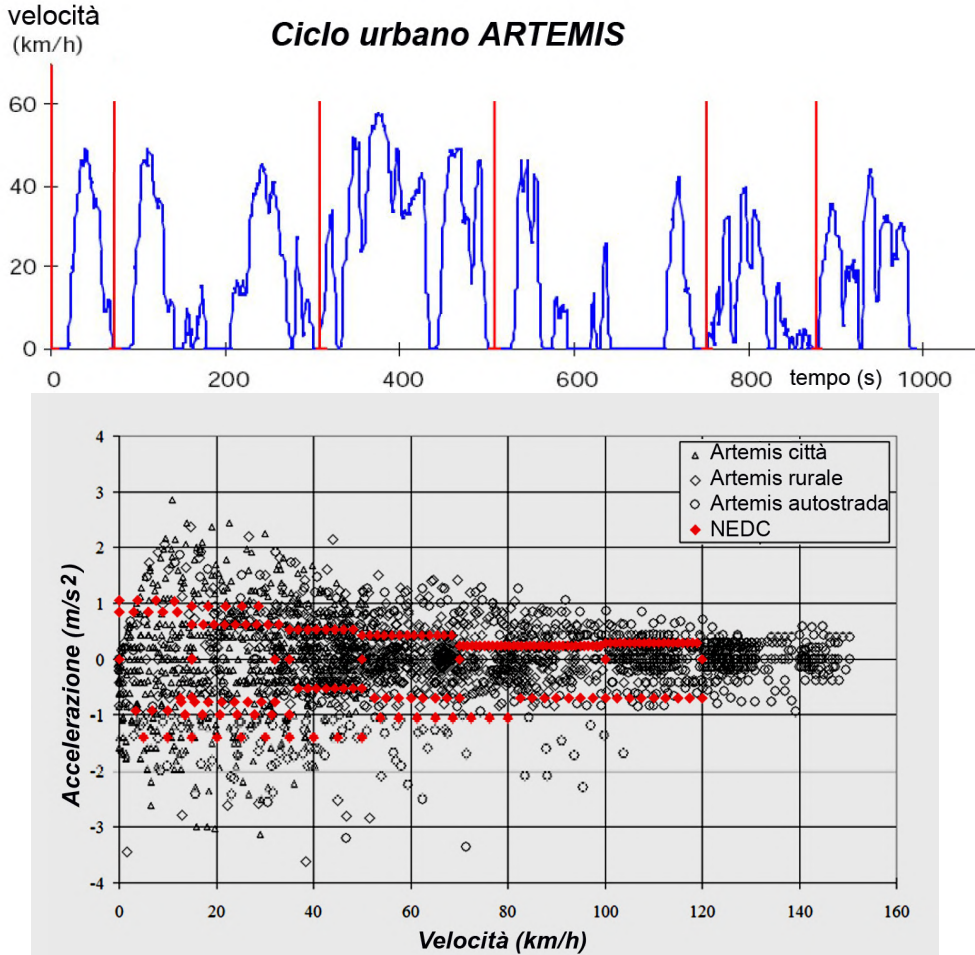 velocità
(km/h)
Ciclo urbano ARTEMIS
60
40
20
0
0
200
400
600
800
tempo (s)
1000
4
3
2
1
0
-1
-2
-3
-4
Accelerazione (m/s2)
Artemis città
Artemis rurale
Artemis autostrada
NEDC
0
20
40
60
80
100
120
140
160
Velocità (km/h)